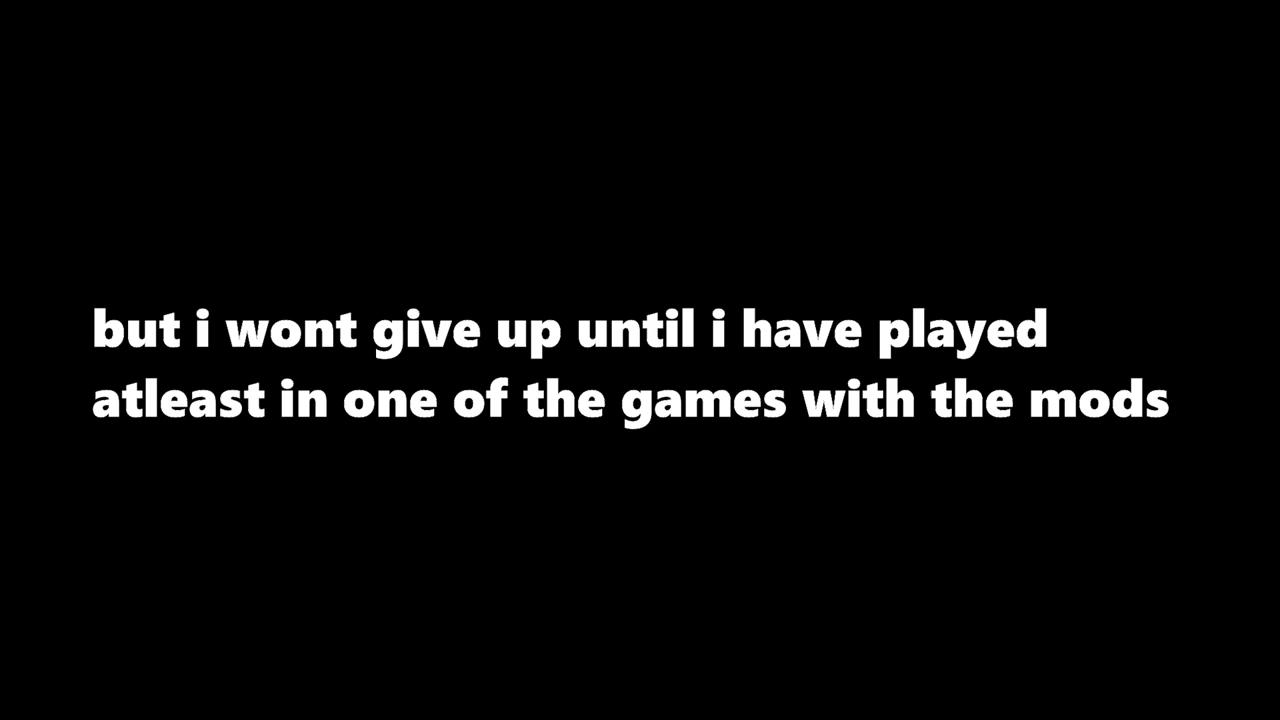 but i wont give up until i have played
atleast in one of the games with the mods